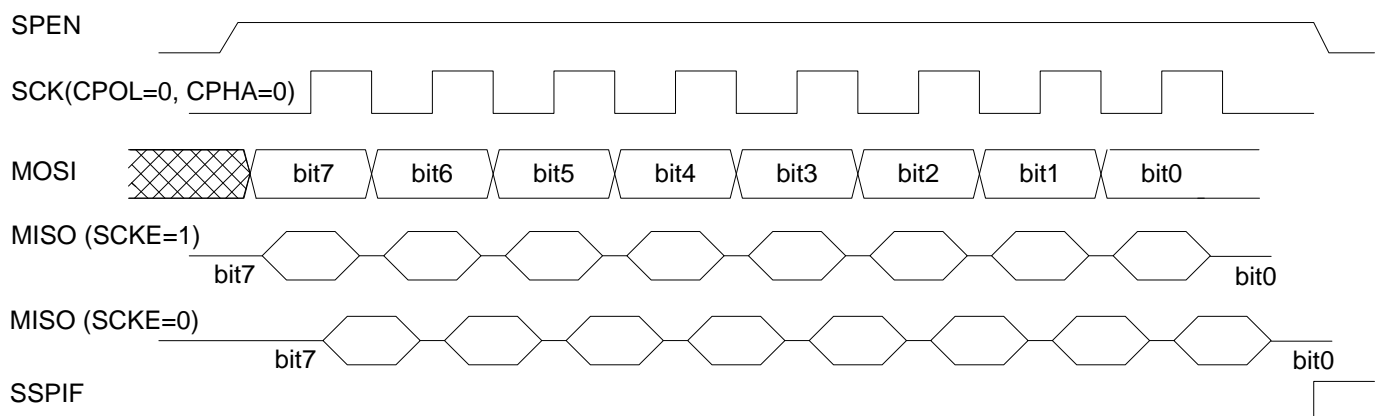 SPEN
SCK(CPOL=0, CPHA=0)
MOSI
bit7 bit6 bit5 bit4 bit3 bit2 bit1 bit0
MISO (SCKE=1)
bit7 bit0
MISO (SCKE=0)
bit7 bit0
SSPIF